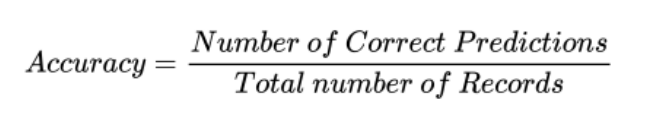 Accuracy = Number of Correct Predictions
Total number of Records